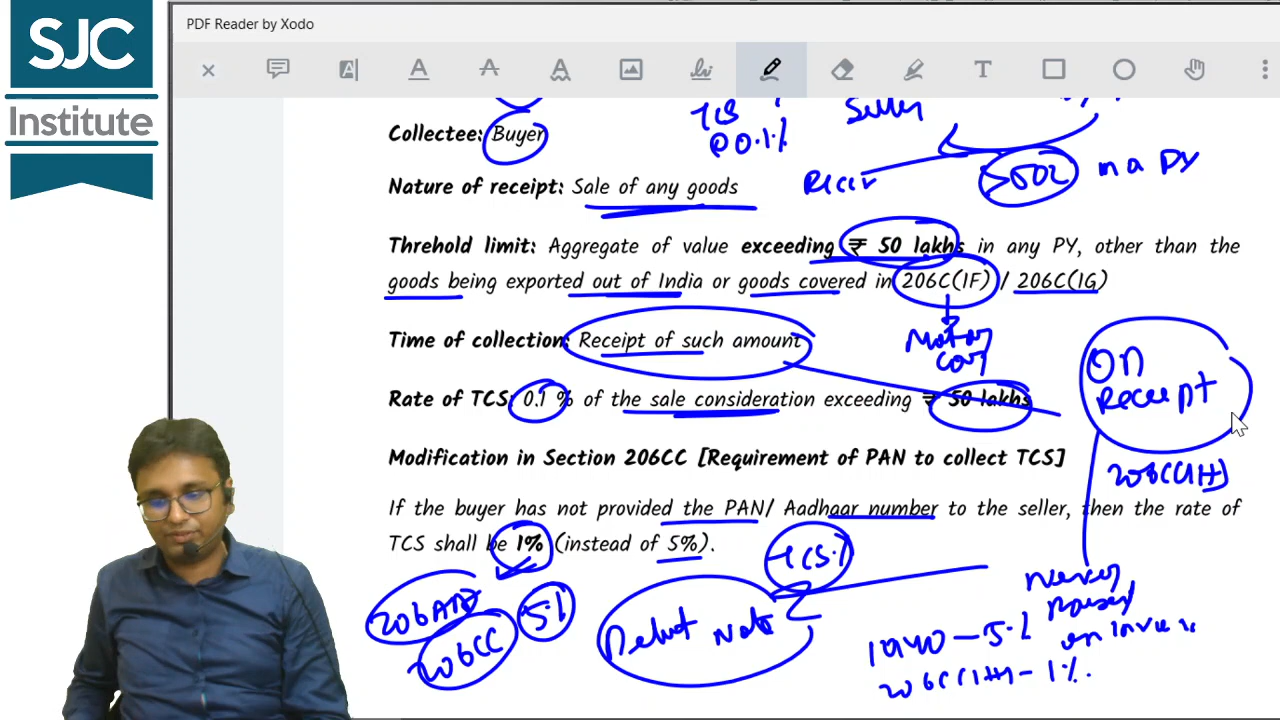 SJC
Institute
PDF Reader by Xodo
TCS
@ 0.1%
Seller
Collectee: Buyer
> 50L in a PY
Nature of receipt: Sale of any goods
Threhold limit: Aggregate of value exceeding ₹ 50 lakhs in any PY, other than the
goods being exported out of India or goods covered in 206C(1F) / 206C(1G)
Time of collection: Receipt of such amount
Motor
Car
On
Receipt
Rate of TCS: 0.1 % of the sale consideration exceeding ₹ 50 lakhs
206C(1H)
Modification in Section 206CC [Requirement of PAN to collect TCS]
If the buyer has not provided the PAN/ Aadhaar number to the seller, then the rate of
TCS shall be 1% (instead of 5%).
206CC
5%
Debit Note
194O - 5%
206C(1H) - 1%.